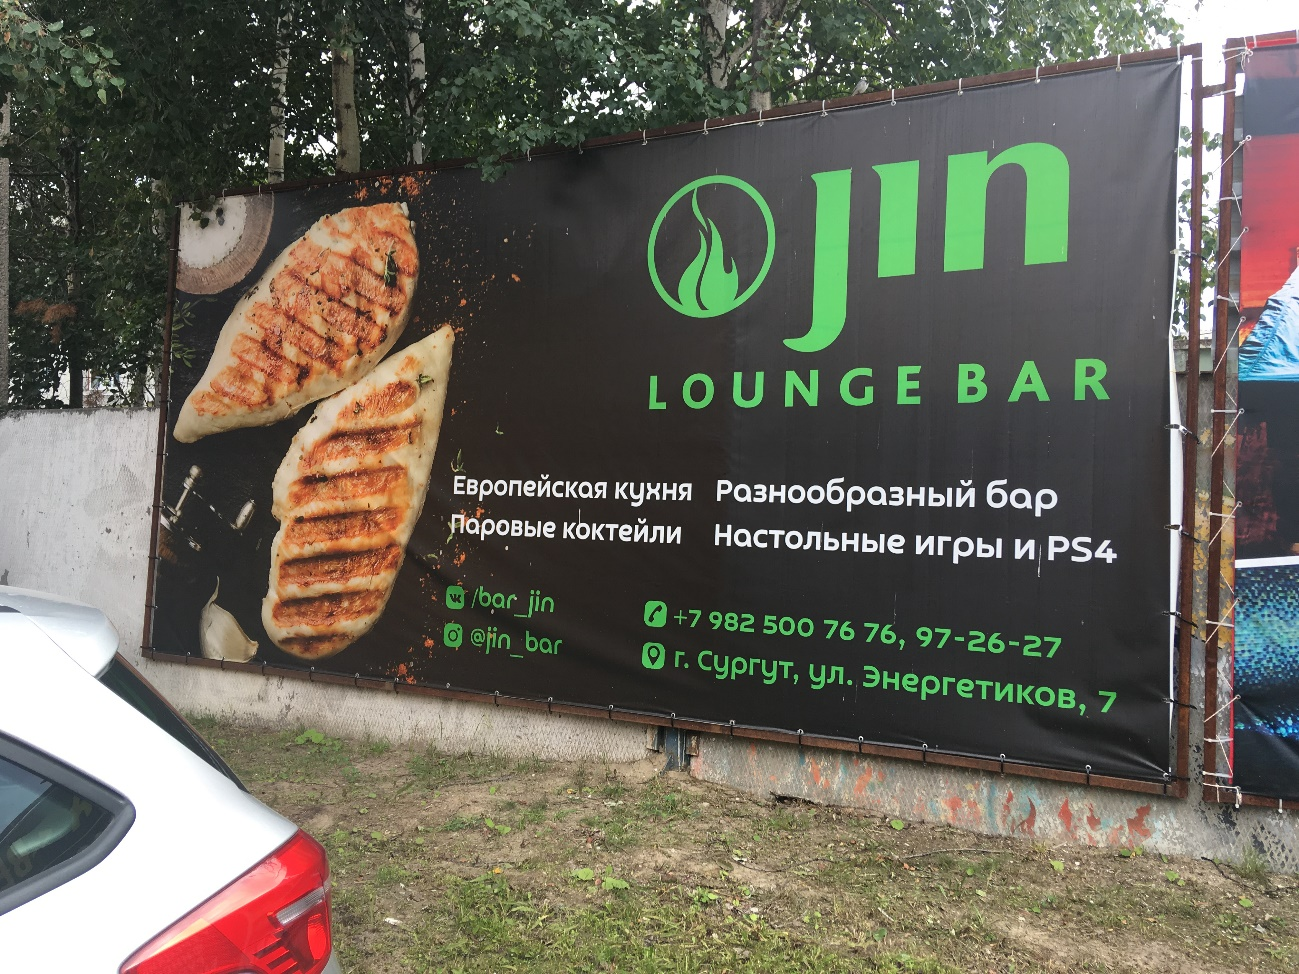 jin
LOUNGE BAR
Европейская кухня
Паровые коктейли
Разнообразный бар
Настольные игры и PS4
/bar_jin
@jin_bar
+7 982 500 76 76, 97-26-27
г. Сургут, ул. Энергетиков, 7